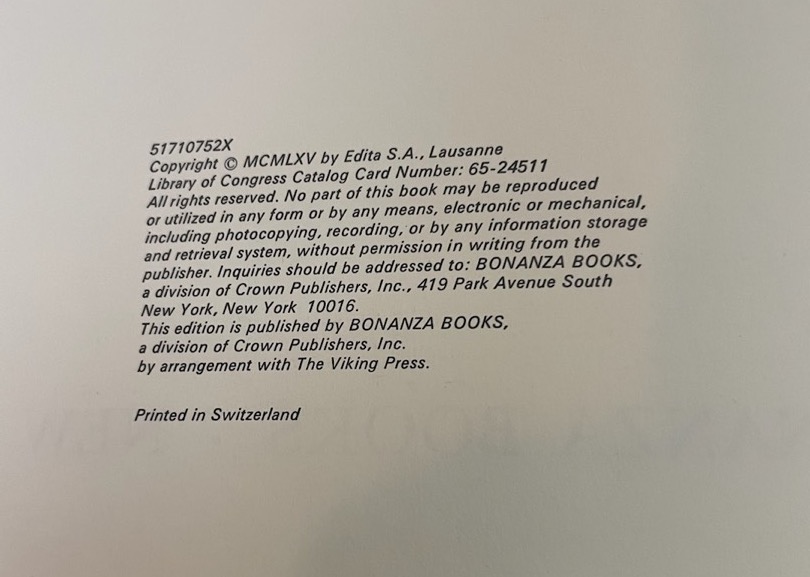 51710752X
Copyright © MCMLXV by Edita S.A., Lausanne
Library of Congress Catalog Card Number: 65-24511
All rights reserved. No part of this book may be reproduced
or utilized in any form or by any means, electronic or mechanical,
including photocopying, recording, or by any information storage
and retrieval system, without permission in writing from the
publisher. Inquiries should be addressed to: BONANZA BOOKS,
a division of Crown Publishers, Inc., 419 Park Avenue South
New York, New York 10016.
This edition is published by BONANZA BOOKS,
a division of Crown Publishers, Inc.
by arrangement with The Viking Press.
Printed in Switzerland